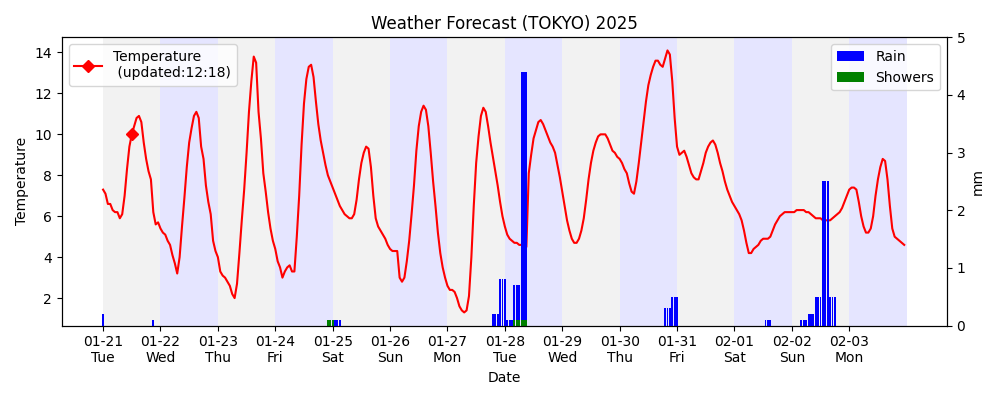 Weather Forecast (TOKYO) 2025
Temperature
(updated:12:18)
Rain
Showers
Temperature
14
12
10
8
6
4
2
5
4
3
2
1
0
mm
01-21 01-22 01-23 01-24 01-25 01-26 01-27 01-28 01-29 01-30 01-31 02-01 02-02 02-03
Tue Wed Thu Fri Sat Sun Mon Tue Wed Thu Fri Sat Sun Mon
Date